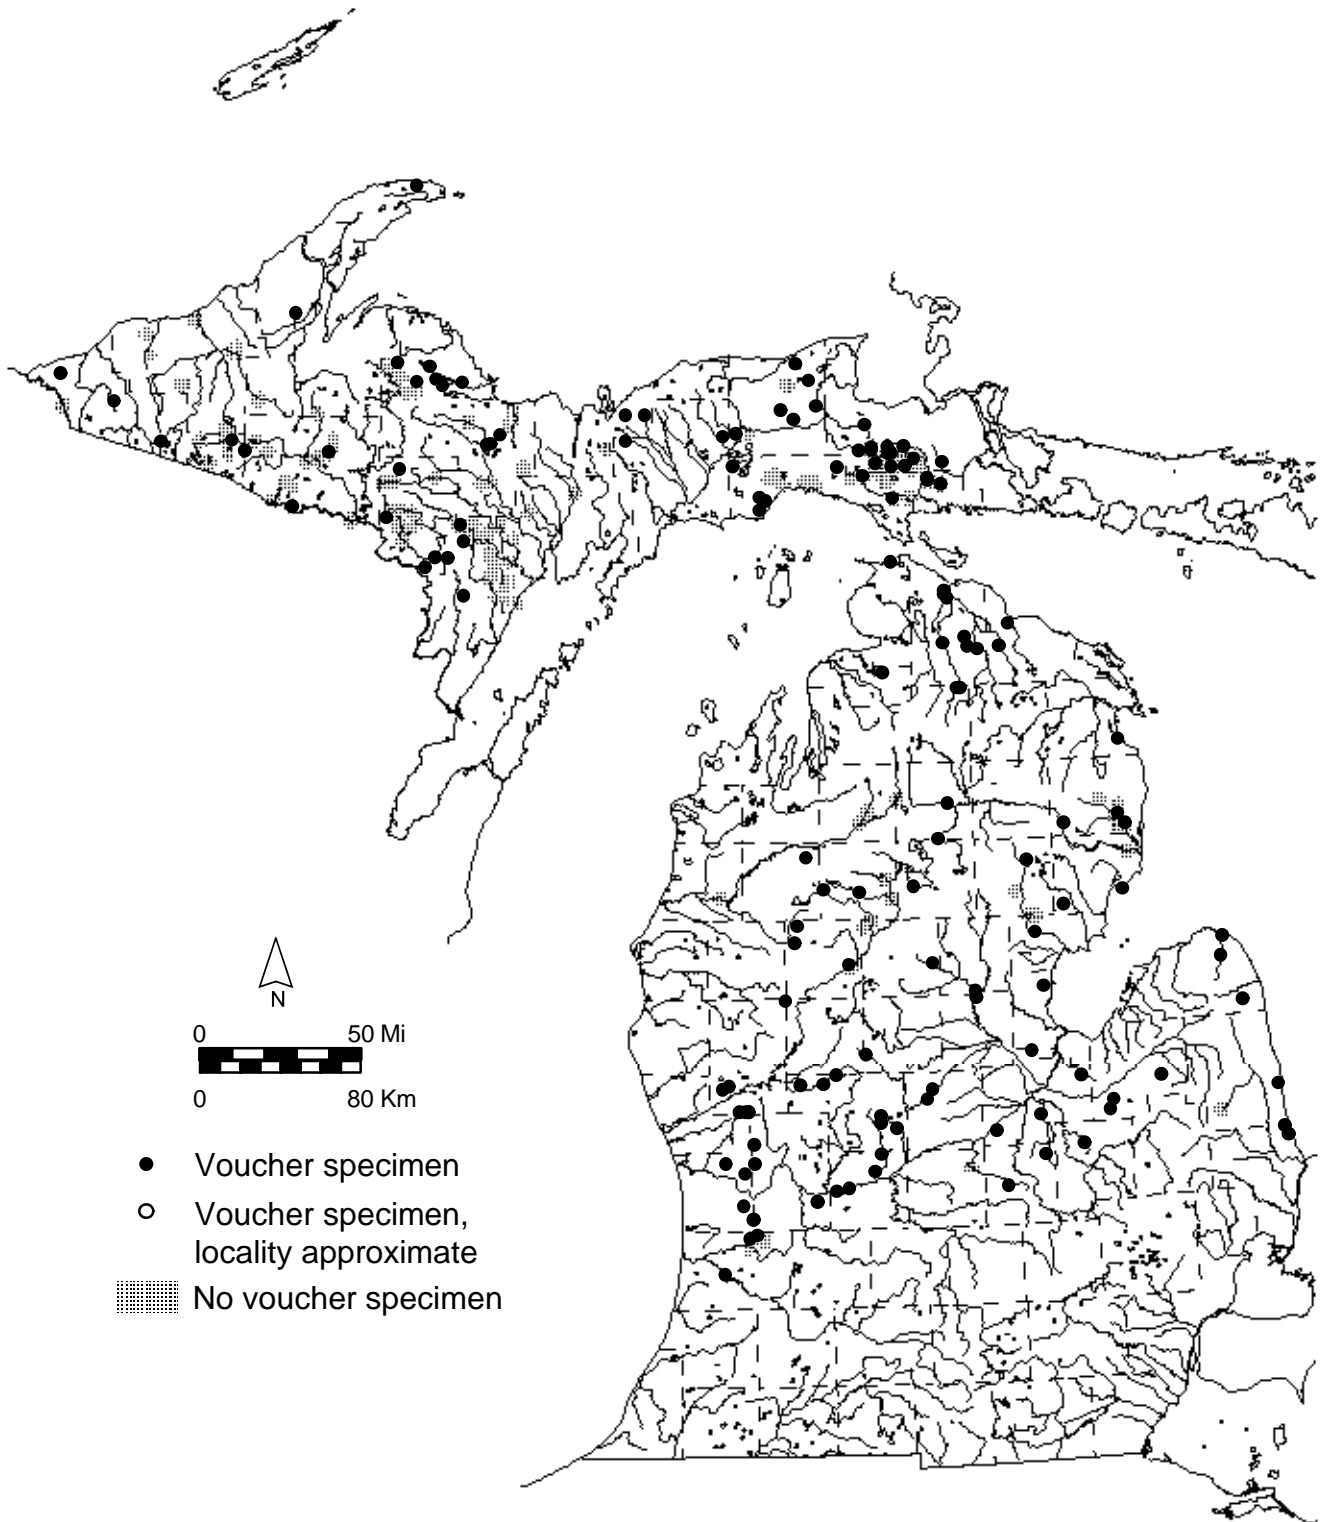 N
0 50 Mi
0 80 Km
Voucher specimen
Voucher specimen,
locality approximate
No voucher specimen